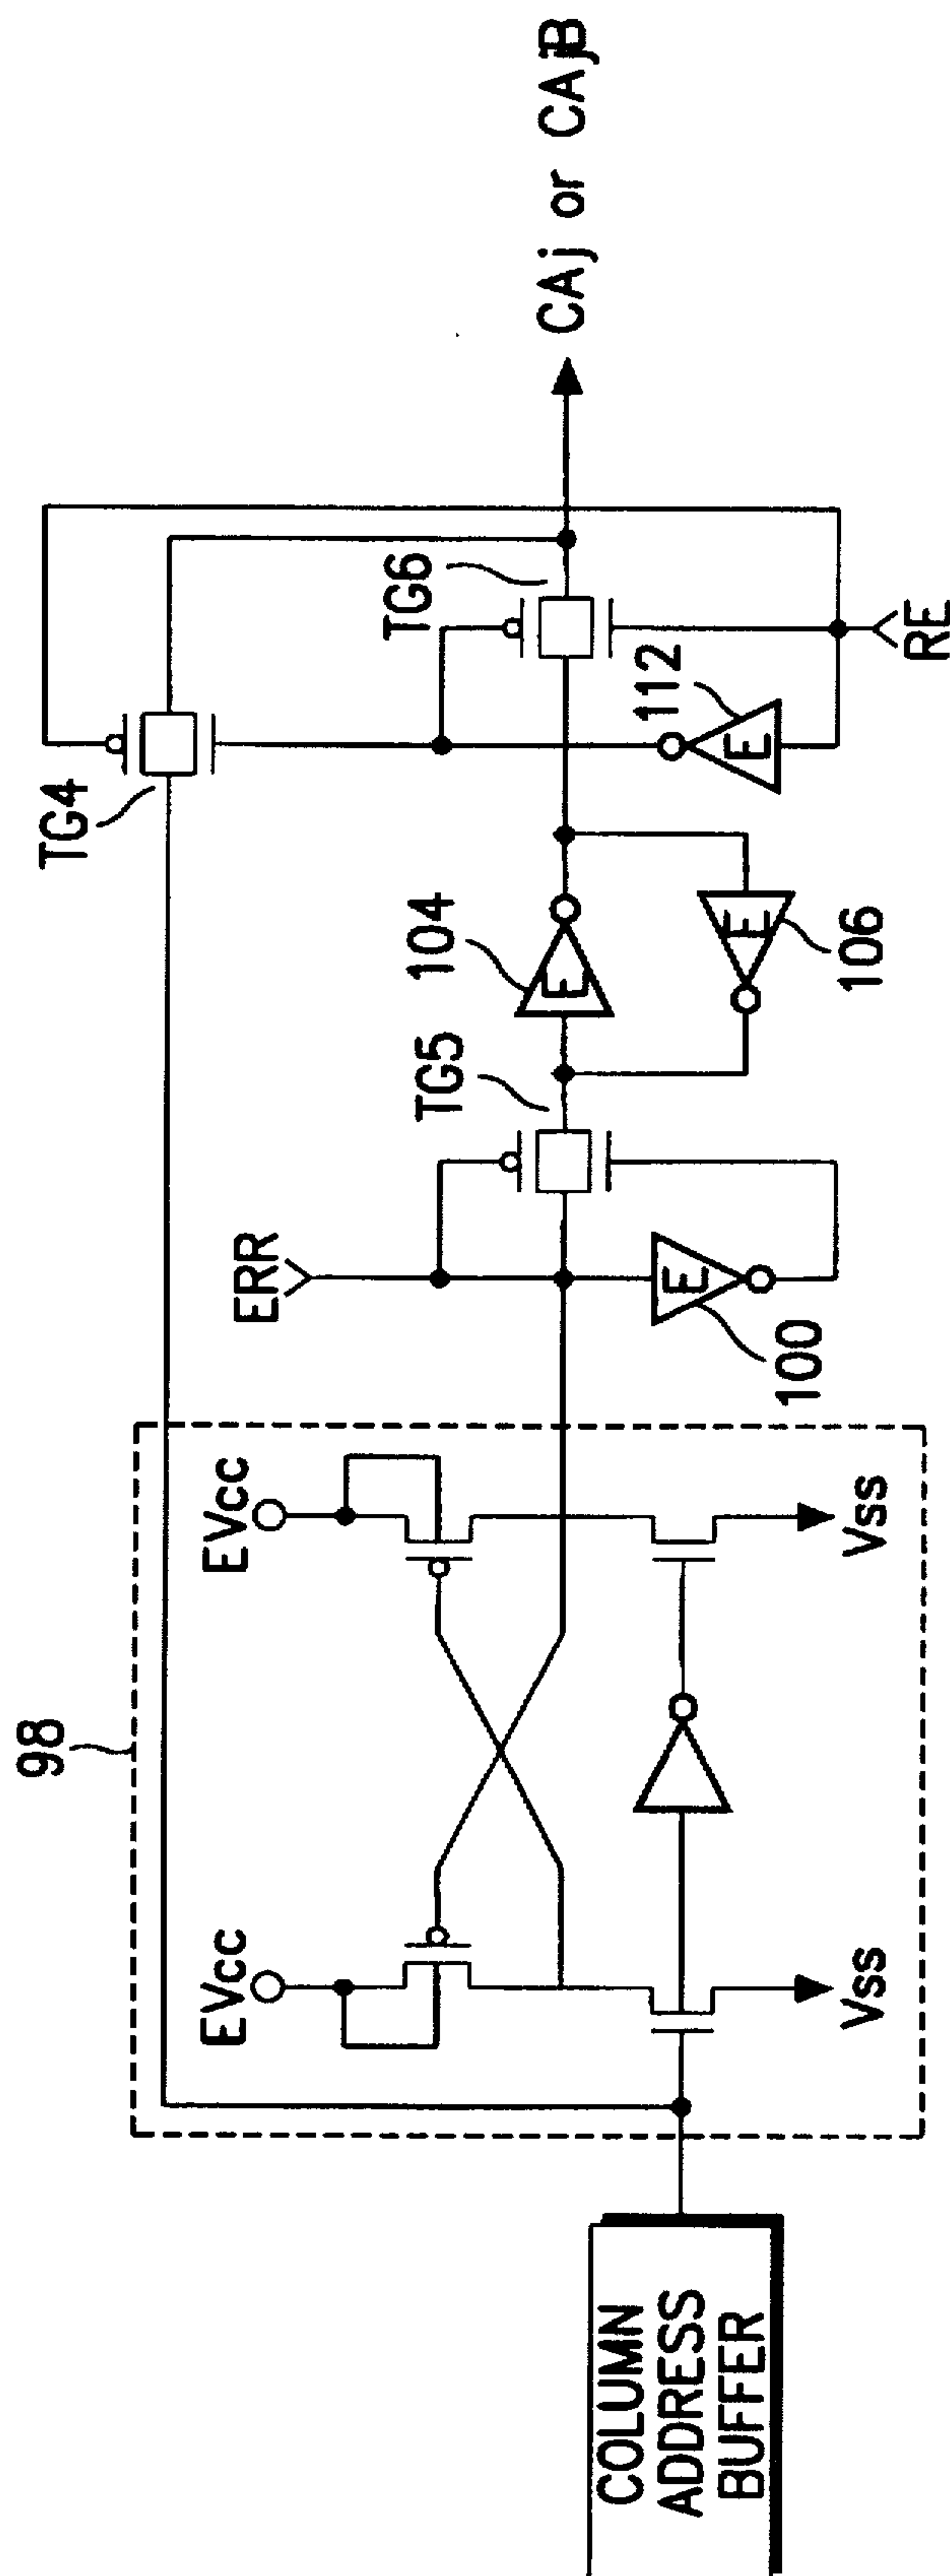 98
EVcc
EVcc
Vss
Vss
COLUMN
ADDRESS
BUFFER
ERR
100
TG5
104
106
TG4
TG6
112
RE
CAj or CAjB
E
E
E
E